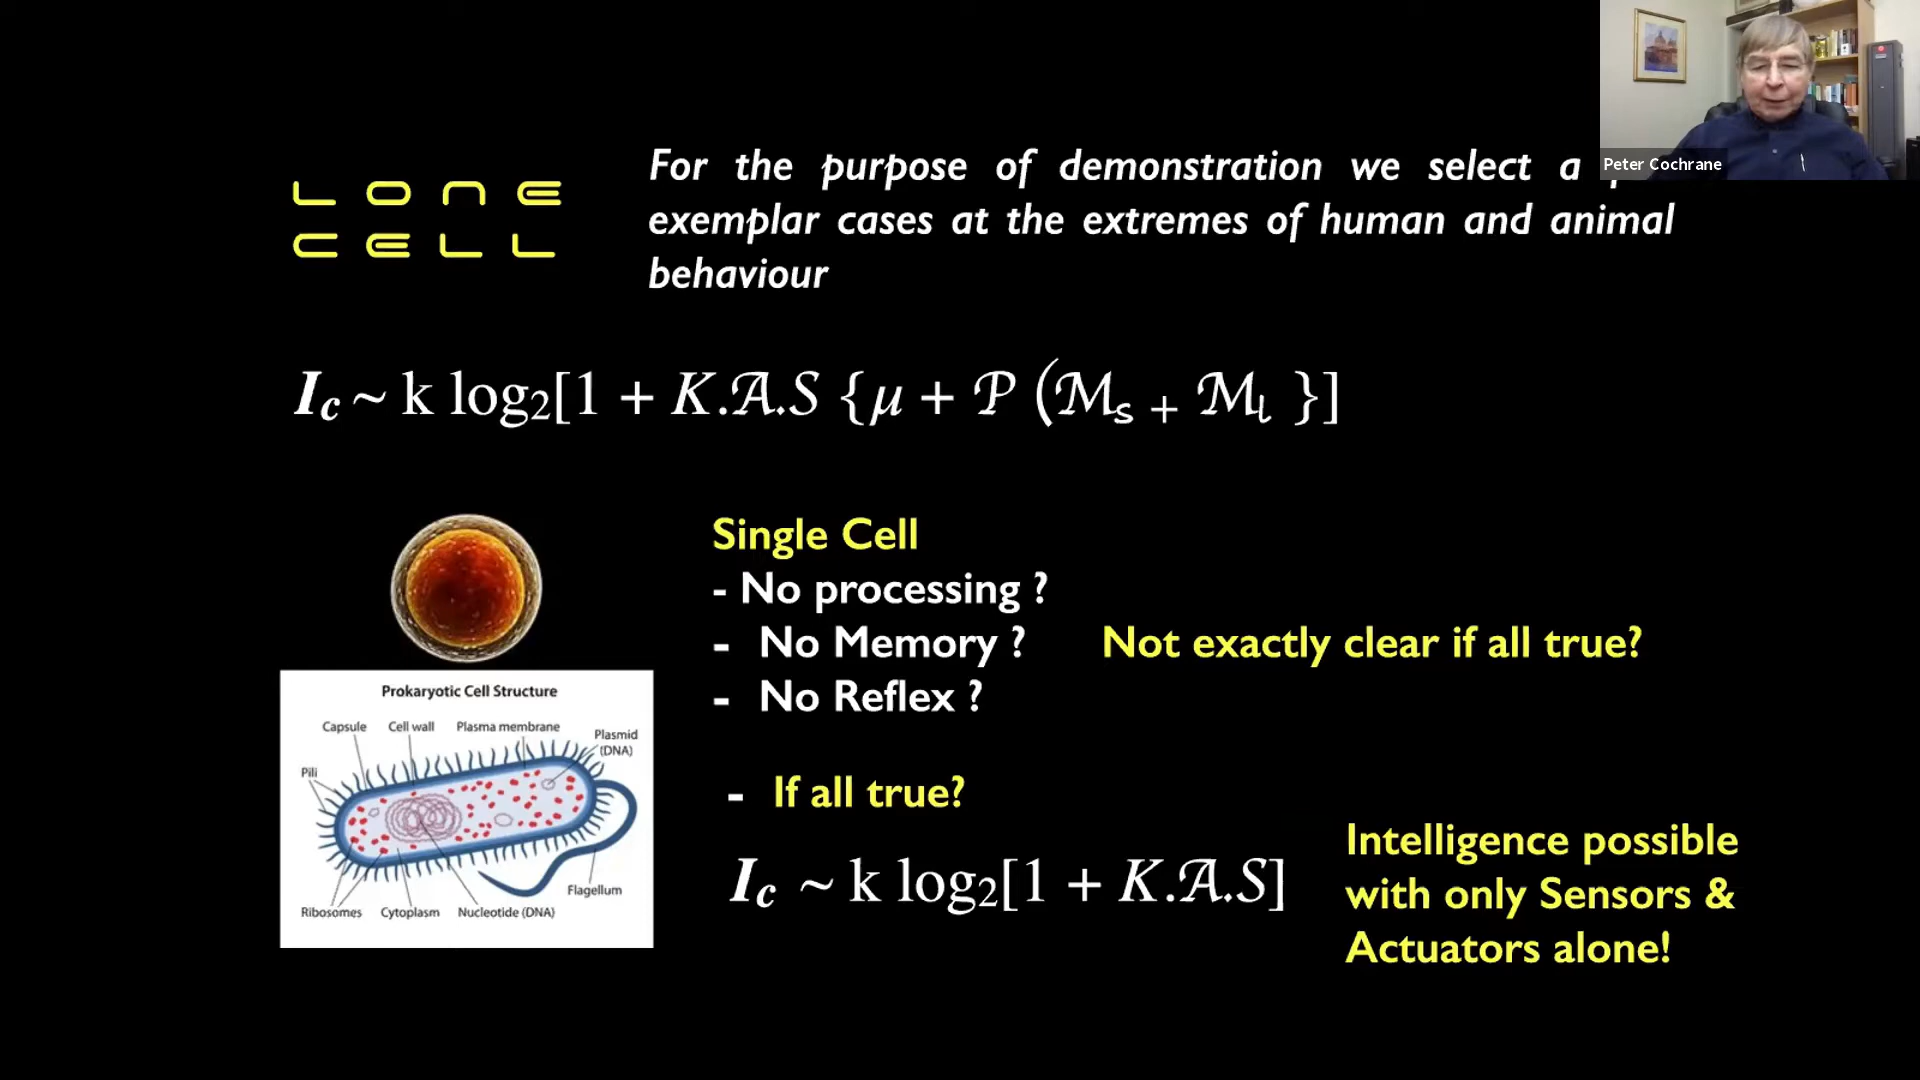 LONE
CELL
For the purpose of demonstration we select a
exemplar cases at the extremes of human and animal
behaviour
Peter Cochrane
I𝒸 ~ k log₂[1 + K.𝒜.S {μ + 𝒫 (ℳₛ + ℳₗ }]
Single Cell
- No processing ?
- No Memory ?
Not exactly clear if all true?
- No Reflex ?
Prokaryotic Cell Structure
Capsule Cell wall Plasma membrane
Plasmid
(DNA)
Pili
Flagellum
Ribosomes Cytoplasm Nucleotide (DNA)
- If all true?
I𝒸 ~ k log₂[1 + K.𝒜.S]
Intelligence possible
with only Sensors &
Actuators alone!